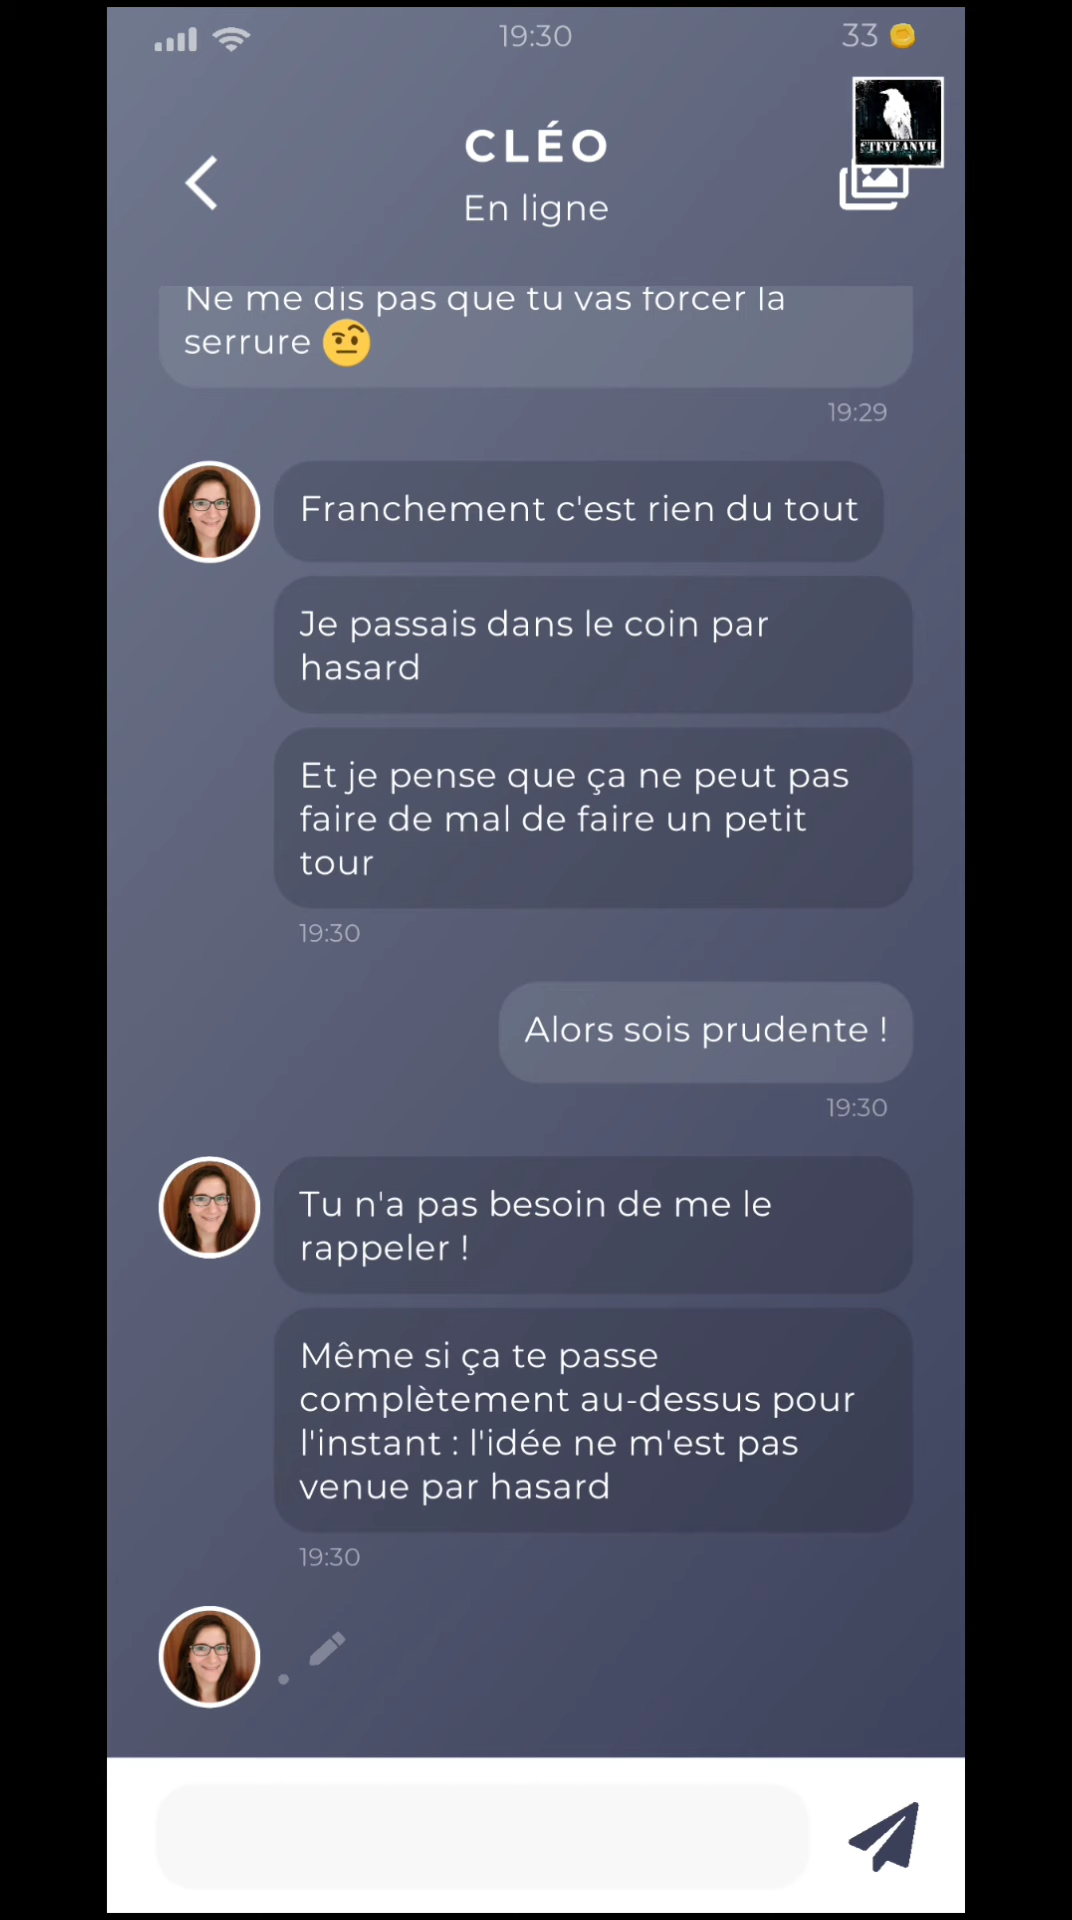 19:30
33
STEYFANYH
CLÉO
En ligne
Ne me dis pas que tu vas forcer la
serrure 🤨
19:29
Franchement c'est rien du tout
Je passais dans le coin par
hasard
Et je pense que ça ne peut pas
faire de mal de faire un petit
tour
19:30
Alors sois prudente !
19:30
Tu n'a pas besoin de me le
rappeler !
Même si ça te passe
complètement au-dessus pour
l'instant : l'idée ne m'est pas
venue par hasard
19:30